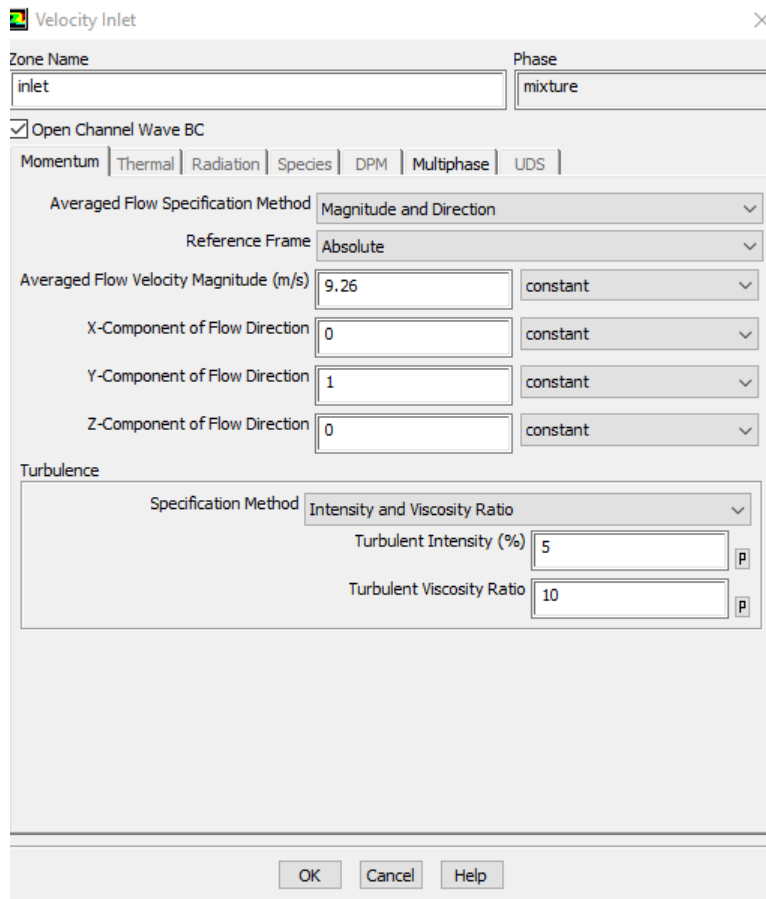 Velocity Inlet
Zone Name Phase
inlet mixture
Open Channel Wave BC
Momentum Thermal Radiation Species DPM Multiphase UDS
Averaged Flow Specification Method Magnitude and Direction
Reference Frame Absolute
Averaged Flow Velocity Magnitude (m/s) 9.26 constant
X-Component of Flow Direction 0 constant
Y-Component of Flow Direction 1 constant
Z-Component of Flow Direction 0 constant
Turbulence
Specification Method Intensity and Viscosity Ratio
Turbulent Intensity (%) 5 P
Turbulent Viscosity Ratio 10 P
OK Cancel Help